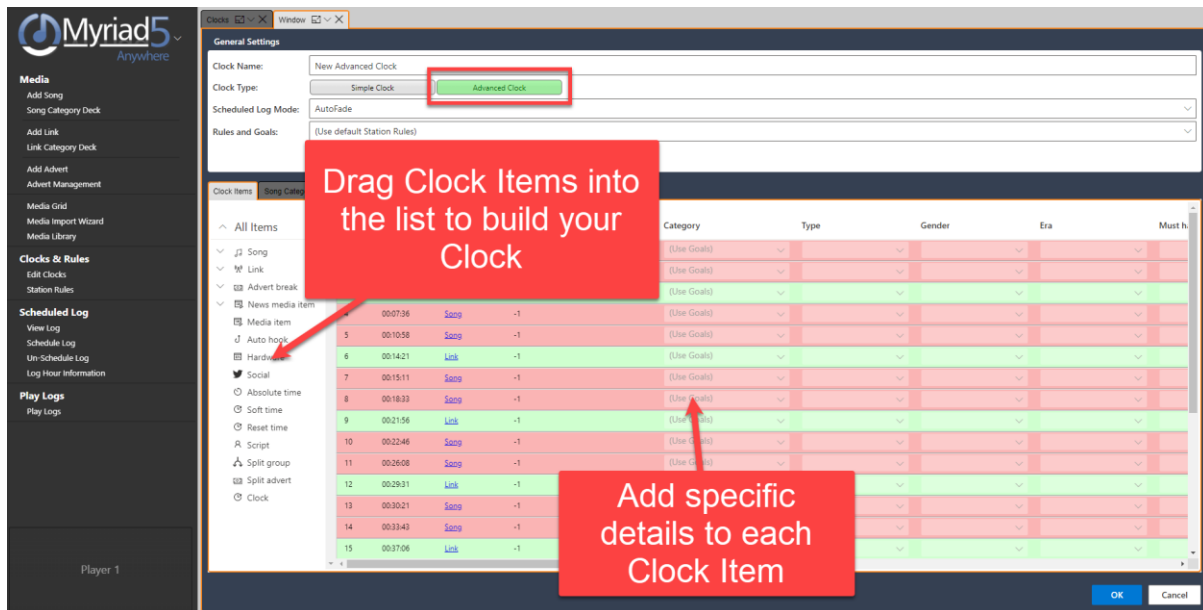 Myriad5
Anywhere
Media
Add Song
Song Category Deck
Add Link
Link Category Deck
Add Advert
Advert Management
Media Grid
Media Import Wizard
Media Library
Clocks & Rules
Edit Clocks
Station Rules
Scheduled Log
View Log
Schedule Log
Un-Schedule Log
Log Hour Information
Play Logs
Play Logs
Player 1
Clocks
Window
General Settings
Clock Name: New Advanced Clock
Clock Type: Simple Clock Advanced Clock
Scheduled Log Mode: AutoFade
Rules and Goals: (Use default Station Rules)
Drag Clock Items into
the list to build your
Clock
Clock Items Song
All Items
Song
Link
Advert break
News media item
Media item
Auto hook
Hardware
Social
Absolute time
Soft time
Reset time
Script
Split group
Split advert
Clock
Category Type Gender Era Must
(Use Goals)
(Use Goals)
(Use Goals)
4 00:07:36 Song -1 (Use Goals)
5 00:10:58 Song -1 (Use Goals)
6 00:14:21 Link -1 (Use Goals)
7 00:15:11 Song -1 (Use Goals)
8 00:18:33 Song -1 (Use Goals)
9 00:21:56 Link -1 (Use Goals)
10 00:22:46 Song -1 (Use Goals)
11 00:26:08 Song -1 (Use Goals)
12 00:29:31 Link -1
13 00:30:21 Song -1
14 00:33:43 Song -1
15 00:37:06 Link -1
Add specific
details to each
Clock Item
OK Cancel